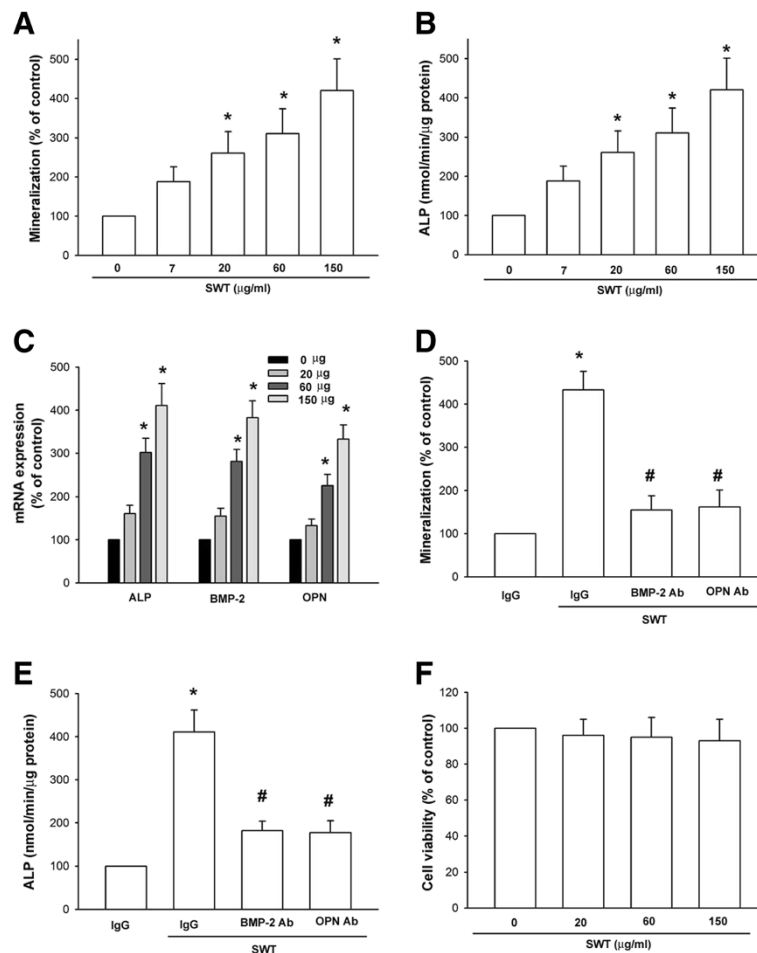 A
Mineralization (% of control)
500
400
300
200
100
0
*
*
*
0 7 20 60 150
SWT (μg/ml)
B
ALP (nmol/min/μg protein)
500
400
300
200
100
0
*
*
*
0 7 20 60 150
SWT (μg/ml)
C
mRNA expression
(% of control)
500
400
300
200
100
0
0 μg
20 μg
60 μg
150 μg
* *
* *
* *
ALP BMP-2 OPN
D
Mineralization (% of control)
500
400
300
200
100
0
*
# #
IgG IgG BMP-2 Ab OPN Ab
SWT
E
ALP (nmol/min/μg protein)
500
400
300
200
100
0
*
# #
IgG IgG BMP-2 Ab OPN Ab
SWT
F
Cell viability (% of control)
120
100
80
60
40
20
0
0 20 60 150
SWT (μg/ml)